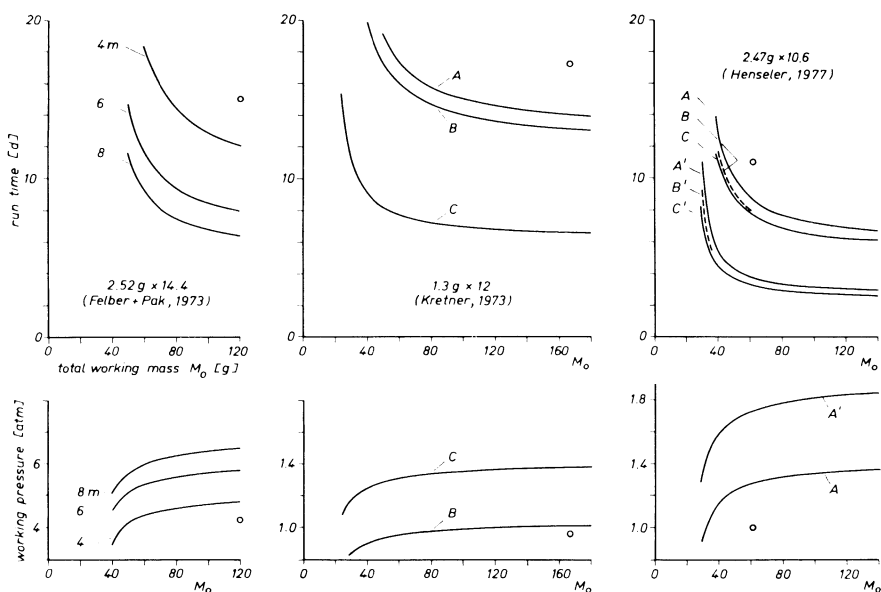 20
4 m
6
8
10
run time [d]
2.52 g x 14.4
(Felber + Pak, 1973)
0
40
80
120
total working mass M₀ [g]
20
A
B
10
C
1.3 g x 12
(Kretner, 1973)
0
40
80
120
160
M₀
20
2.47 g x 10.6
(Henseler, 1977)
A
B
C
A'
B'
C'
10
0
40
80
120
M₀
working pressure [atm]
6
8 m
6
4
4
40
80
120
M₀
1.4
C
1.0
B
40
80
120
160
M₀
1.8
A'
1.4
A
1.0
0
40
80
120
M₀